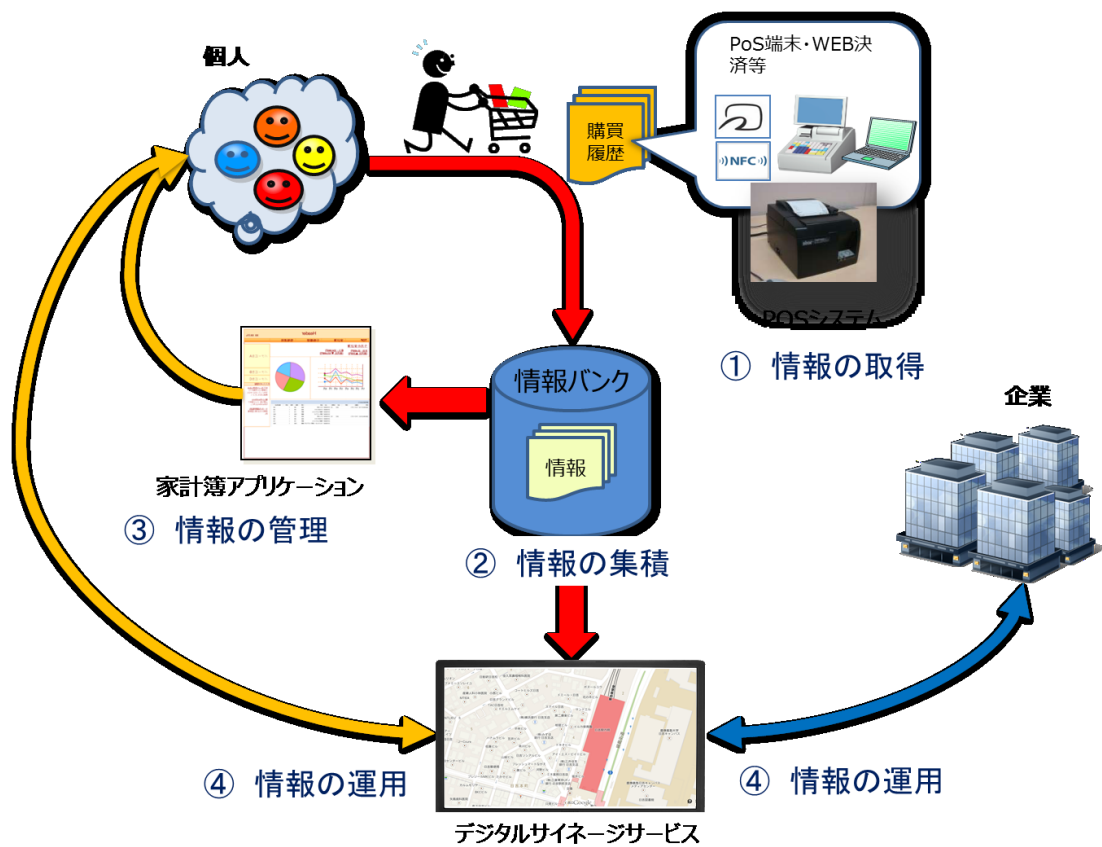 個人
PoS端末・WEB決
済等
購買
履歴
NFC
POSシステム
① 情報の取得
情報バンク
情報
企業
家計簿アプリケーション
③ 情報の管理
② 情報の集積
④ 情報の運用
④ 情報の運用
デジタルサイネージサービス